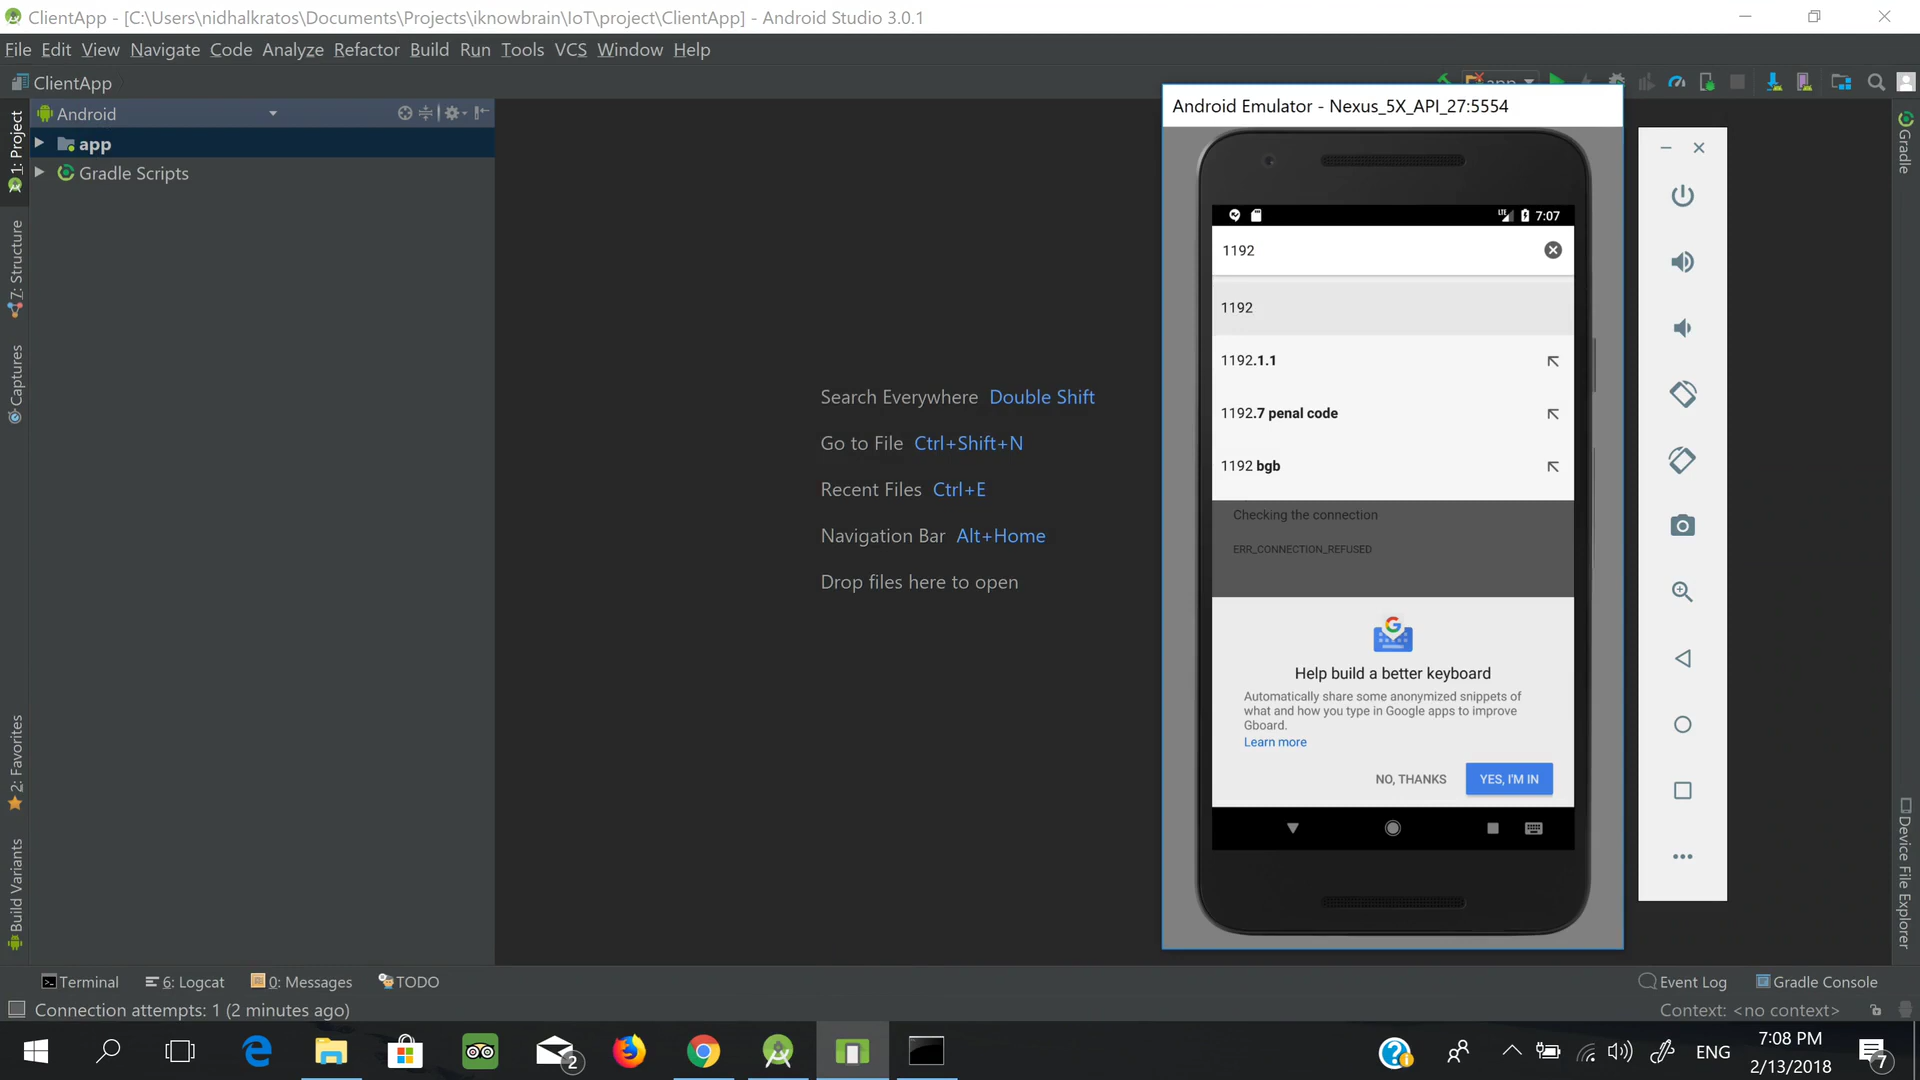 ClientApp - [C:\Users\nidhalkratos\Documents\Projects\iknowbrain\IoT\project\ClientApp] - Android Studio 3.0.1
File Edit View Navigate Code Analyze Refactor Build Run Tools VCS Window Help
ClientApp
app
Android
app
Gradle Scripts
1: Project
7: Structure
Captures
2: Favorites
Build Variants
Search Everywhere Double Shift
Go to File Ctrl+Shift+N
Recent Files Ctrl+E
Navigation Bar Alt+Home
Drop files here to open
Android Emulator - Nexus_5X_API_27:5554
LTE 7:07
1192
1192
1192.1.1
1192.7 penal code
1192 bgb
Checking the connection
ERR_CONNECTION_REFUSED
Help build a better keyboard
Automatically share some anonymized snippets of
what and how you type in Google apps to improve
Gboard.
Learn more
NO, THANKS YES, I'M IN
Gradle
Device File Explorer
Terminal 6: Logcat 0: Messages TODO
Event Log Gradle Console
Connection attempts: 1 (2 minutes ago)
Context: <no context>
2
ENG
7:08 PM
2/13/2018
7